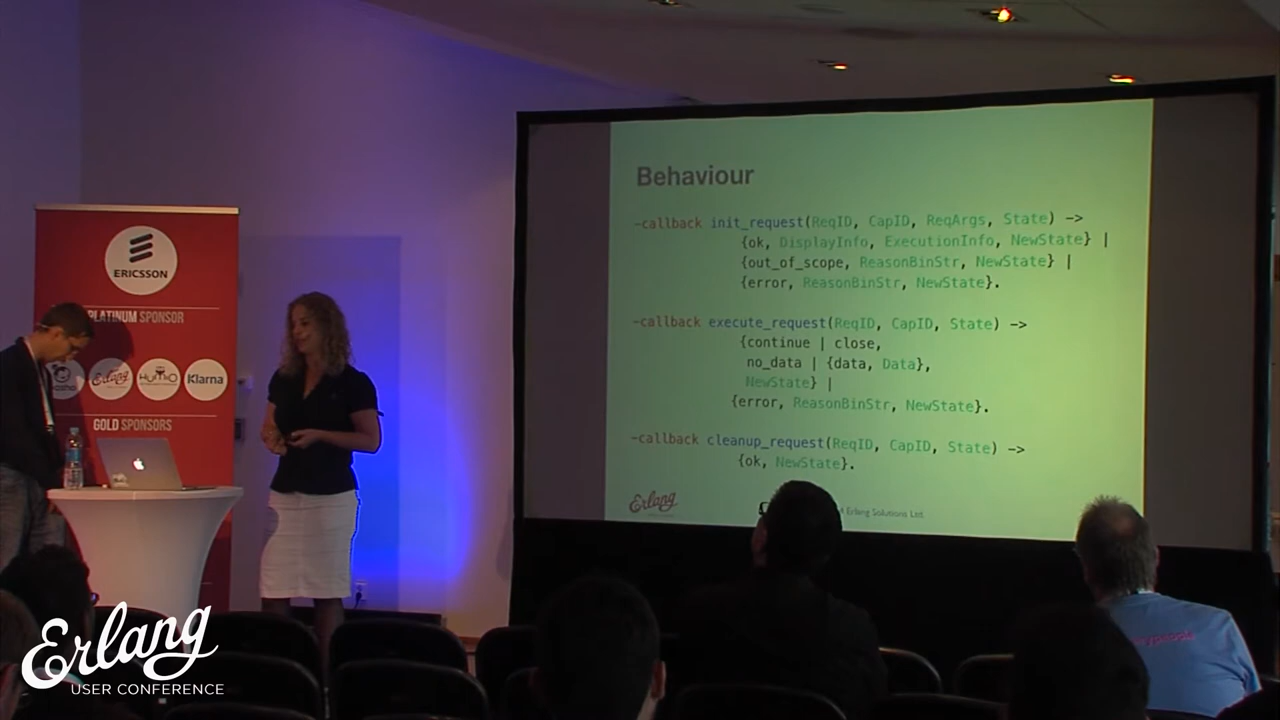 ERICSSON
PLATINUM SPONSOR
Erlang
HUMIO
Klarna
GOLD SPONSORS
Behaviour
-callback init_request(ReqID, CapID, ReqArgs, State) ->
{ok, DisplayInfo, ExecutionInfo, NewState} |
{out_of_scope, ReasonBinStr, NewState} |
{error, ReasonBinStr, NewState}.
-callback execute_request(ReqID, CapID, State) ->
{continue | close,
no_data | {data, Data},
NewState} |
{error, ReasonBinStr, NewState}.
-callback cleanup_request(ReqID, CapID, State) ->
{ok, NewState}.
Erlang
Erlang Solutions Ltd.
Erlang
USER CONFERENCE